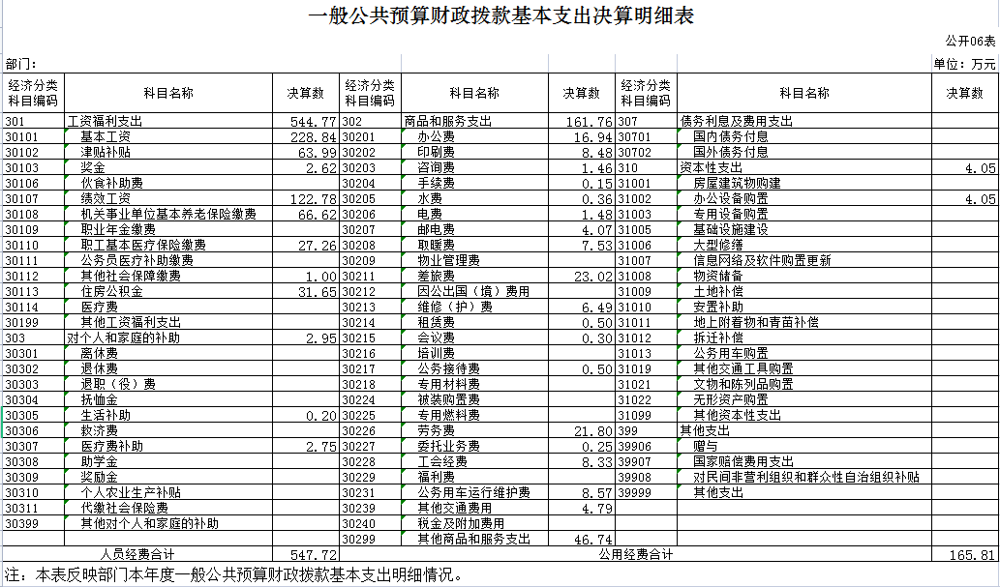 一般公共预算财政拨款基本支出决算明细表
公开06表
部门： 单位：万元
经济分类科目编码 科目名称 决算数 经济分类科目编码 科目名称 决算数 经济分类科目编码 科目名称 决算数
301 工资福利支出 544.77 302 商品和服务支出 161.76 307 债务利息及费用支出
30101 基本工资 228.84 30201 办公费 16.94 30701 国内债务付息
30102 津贴补贴 63.99 30202 印刷费 8.48 30702 国外债务付息
30103 奖金 2.62 30203 咨询费 1.46 310 资本性支出 4.05
30106 伙食补助费 30204 手续费 0.15 31001 房屋建筑物购建
30107 绩效工资 122.78 30205 水费 0.36 31002 办公设备购置 4.05
30108 机关事业单位基本养老保险缴费 66.62 30206 电费 1.48 31003 专用设备购置
30109 职业年金缴费 30207 邮电费 4.07 31005 基础设施建设
30110 职工基本医疗保险缴费 27.26 30208 取暖费 7.53 31006 大型修缮
30111 公务员医疗补助缴费 30209 物业管理费 31007 信息网络及软件购置更新
30112 其他社会保障缴费 1.00 30211 差旅费 23.02 31008 物资储备
30113 住房公积金 31.65 30212 因公出国（境）费用 31009 土地补偿
30114 医疗费 30213 维修（护）费 6.49 31010 安置补助
30199 其他工资福利支出 30214 租赁费 0.50 31011 地上附着物和青苗补偿
303 对个人和家庭的补助 2.95 30215 会议费 0.30 31012 拆迁补偿
30301 离休费 30216 培训费 31013 公务用车购置
30302 退休费 30217 公务接待费 0.50 31019 其他交通工具购置
30303 退职（役）费 30218 专用材料费 31021 文物和陈列品购置
30304 抚恤金 30224 被装购置费 31022 无形资产购置
30305 生活补助 0.20 30225 专用燃料费 31099 其他资本性支出
30306 救济费 30226 劳务费 21.80 399 其他支出
30307 医疗费补助 2.75 30227 委托业务费 0.25 39906 赠与
30308 助学金 30228 工会经费 8.33 39907 国家赔偿费用支出
30309 奖励金 30229 福利费 39908 对民间非营利组织和群众性自治组织补贴
30310 个人农业生产补贴 30231 公务用车运行维护费 8.57 39999 其他支出
30311 代缴社会保险费 30239 其他交通费用 4.79
30399 其他对个人和家庭的补助 30240 税金及附加费用
30299 其他商品和服务支出 46.74
人员经费合计 547.72 公用经费合计 165.81
注：本表反映部门本年度一般公共预算财政拨款基本支出明细情况。